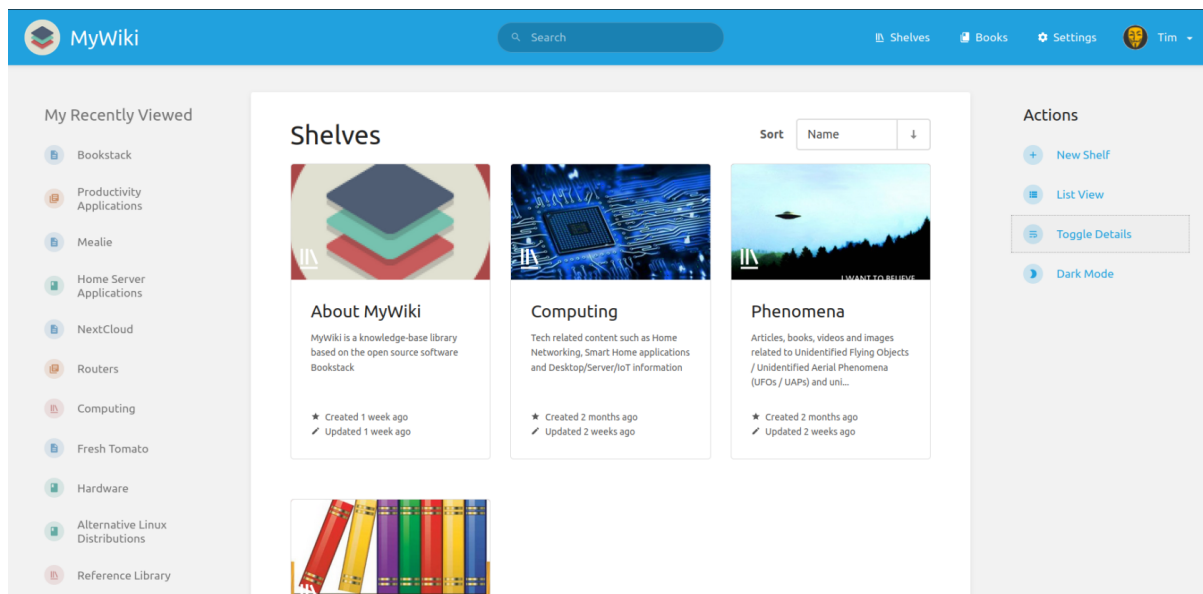 MyWiki
Search
Shelves
Books
Settings
Tim
My Recently Viewed
Bookstack
Productivity
Applications
Mealie
Home Server
Applications
NextCloud
Routers
Computing
Fresh Tomato
Hardware
Alternative Linux
Distributions
Reference Library
Shelves
Sort
Name
About MyWiki
MyWiki is a knowledge-base library
based on the open source software
Bookstack
Created 1 week ago
Updated 1 week ago
Computing
Tech related content such as Home
Networking, Smart Home applications
and Desktop/Server/IoT information
Created 2 months ago
Updated 2 weeks ago
I WANT TO BELIEVE
Phenomena
Articles, books, videos and images
related to Unidentified Flying Objects
/ Unidentified Aerial Phenomena
(UFOs / UAPs) and uni...
Created 2 months ago
Updated 2 weeks ago
Actions
New Shelf
List View
Toggle Details
Dark Mode